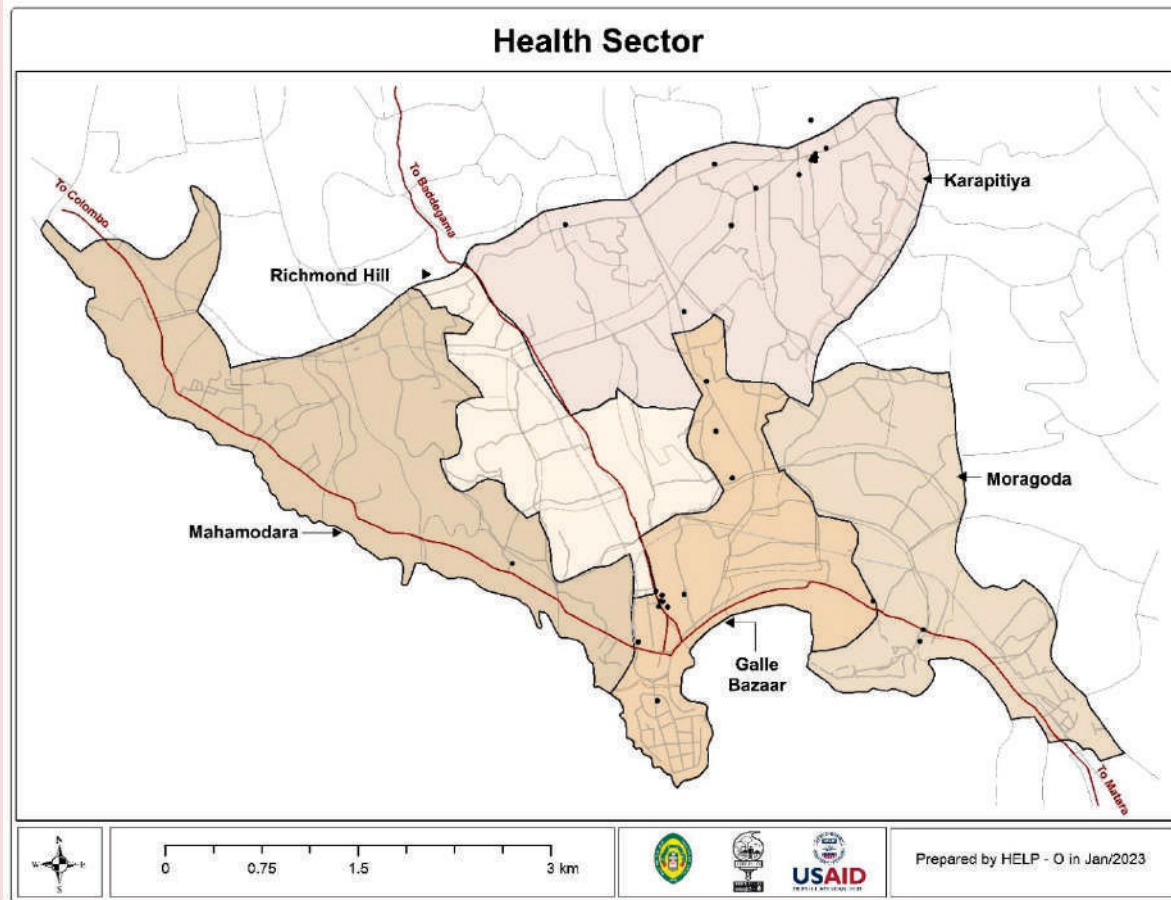 Health Sector
To Colombo
To Baddegama
Karapitiya
Richmond Hill
Moragoda
Mahamodara
Galle
Bazaar
To Matara
N
W
E
S
0
0.75
1.5
3 km
USAID
Prepared by HELP - O in Jan/2023